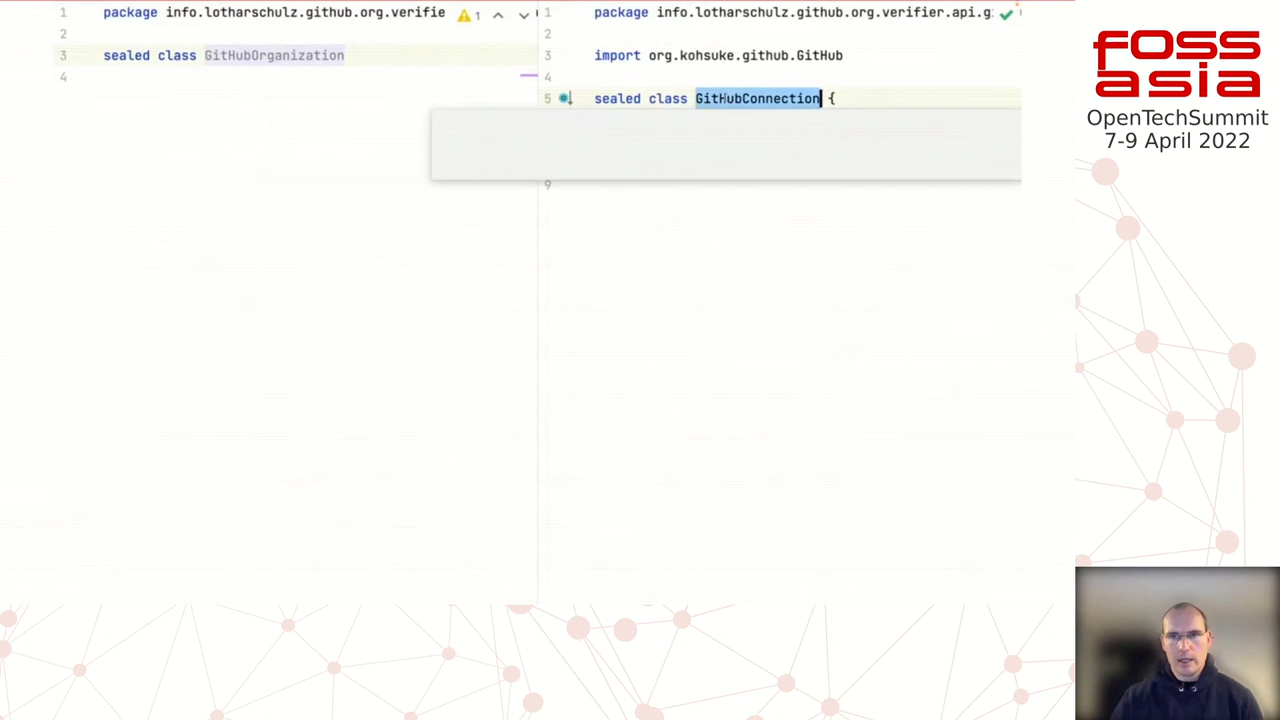 1 package info.lotharschulz.github.org.verifie 1
2
3 sealed class GitHubOrganization
4
1 package info.lotharschulz.github.org.verifier.api.g
2
3 import org.kohsuke.github.GitHub
4
5 sealed class GitHubConnection {
9
FOSS
ASIA
OpenTechSummit
7-9 April 2022